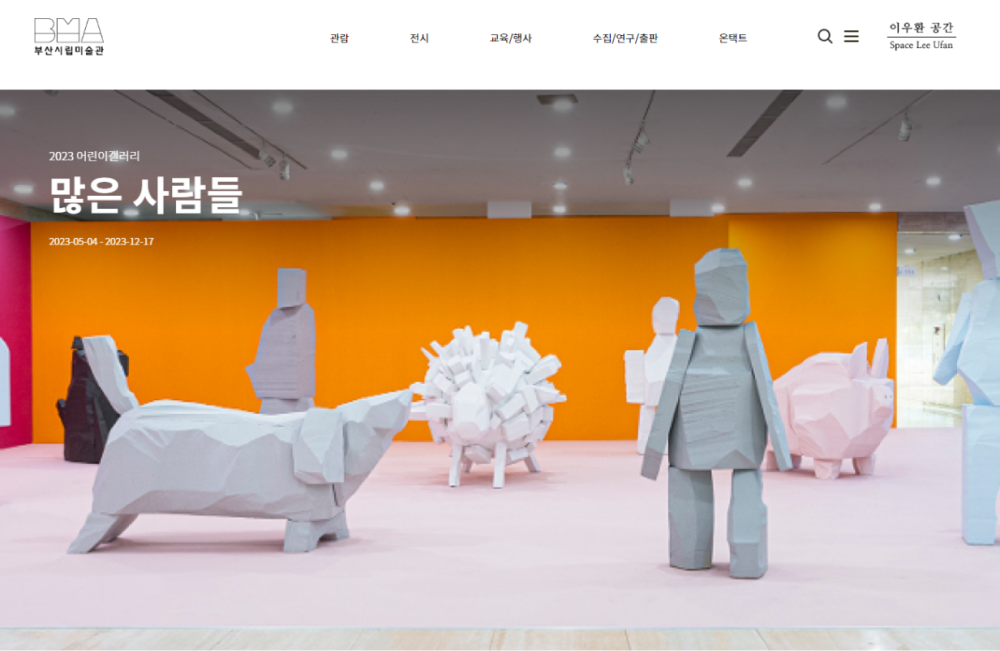 BMA
부산시립미술관
관람
전시
교육/행사
수집/연구/출판
온택트
이우환 공간
Space Lee Ufan
2023 어린이갤러리
많은 사람들
2023-05-04 - 2023-12-17